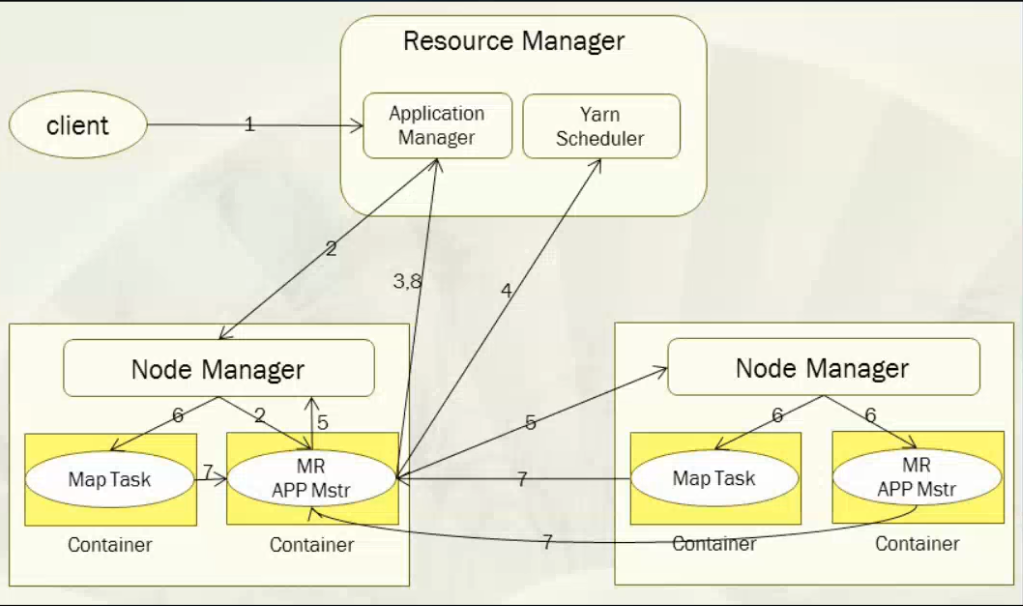 Resource Manager
client
1
Application
Manager
Yarn
Scheduler
2
3,8
4
Node Manager
6
2
5
Map Task
7
MR
APP Mstr
Container
Container
5
7
7
Node Manager
6
6
Map Task
MR
APP Mstr
Container
Container